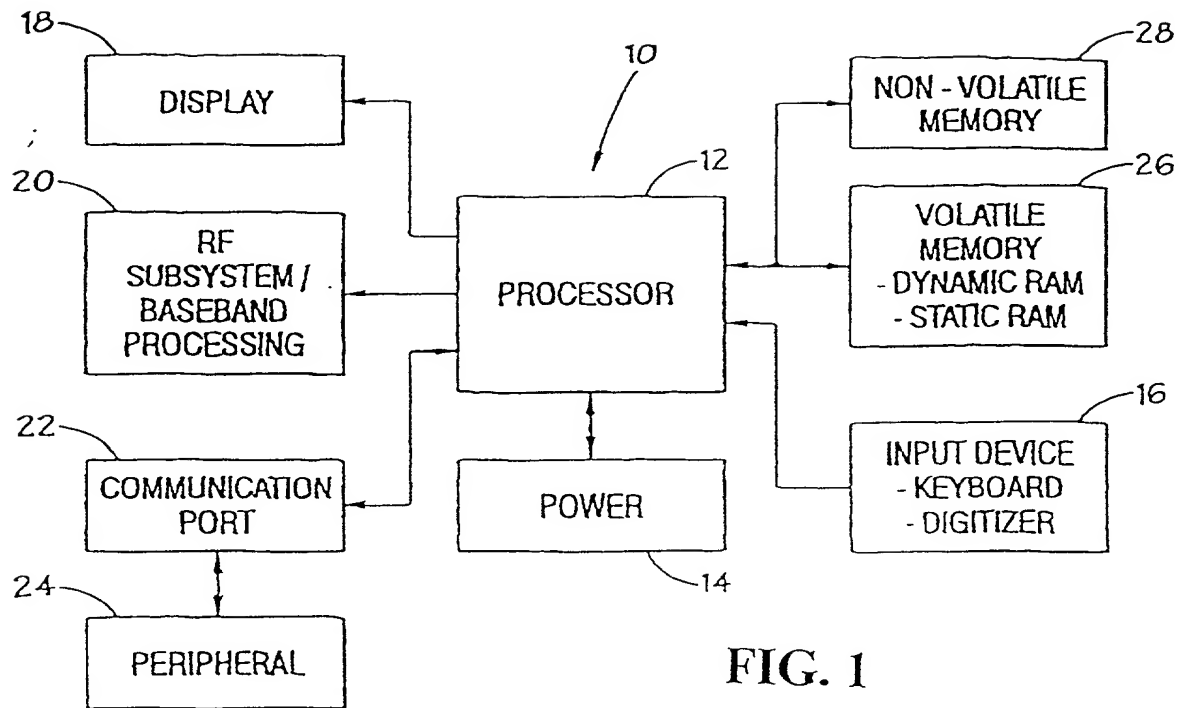 18
DISPLAY
20
RF
SUBSYSTEM /
BASEBAND
PROCESSING
22
COMMUNICATION
PORT
24
PERIPHERAL
10
12
PROCESSOR
POWER
14
28
NON - VOLATILE
MEMORY
26
VOLATILE
MEMORY
- DYNAMIC RAM
- STATIC RAM
16
INPUT DEVICE
- KEYBOARD
- DIGITIZER
FIG. 1